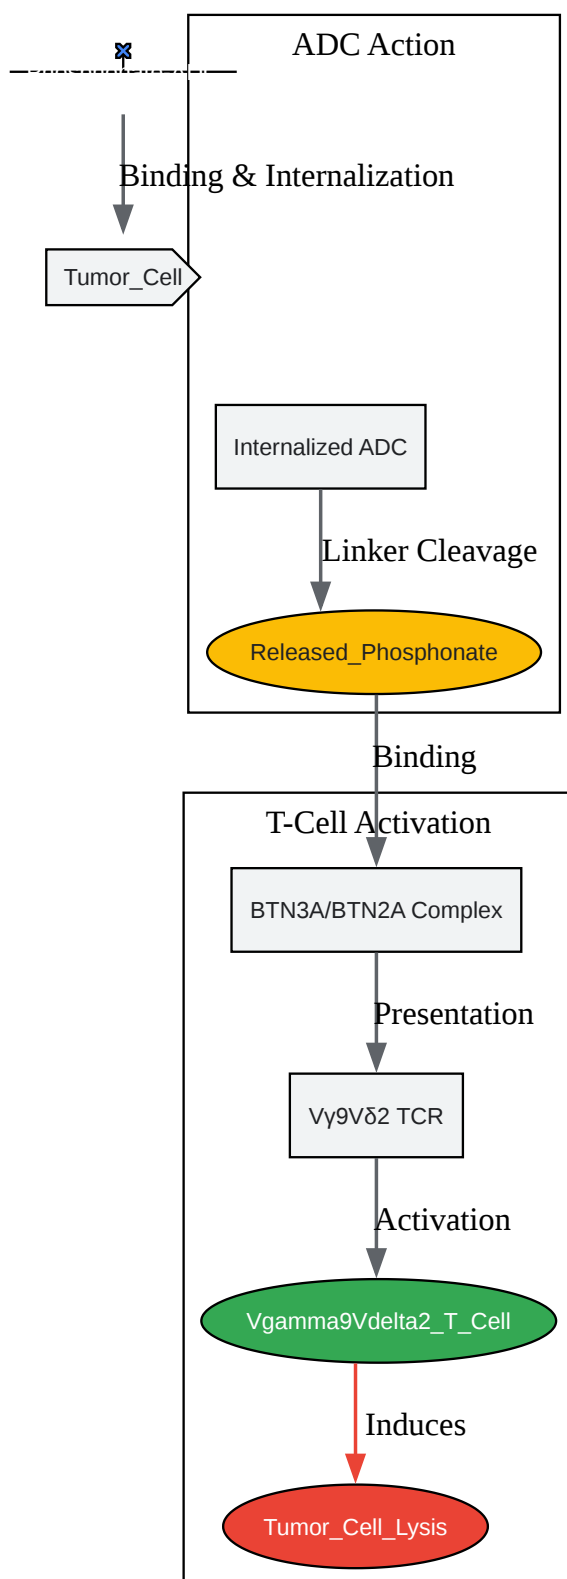 ADC Action
Binding & Internalization
Tumor_Cell
Internalized ADC
Linker Cleavage
Released_Phosphonate
Binding
T-Cell Activation
BTN3A/BTN2A Complex
Presentation
Vγ9Vδ2 TCR
Activation
Vgamma9Vdelta2_T_Cell
Induces
Tumor_Cell_Lysis